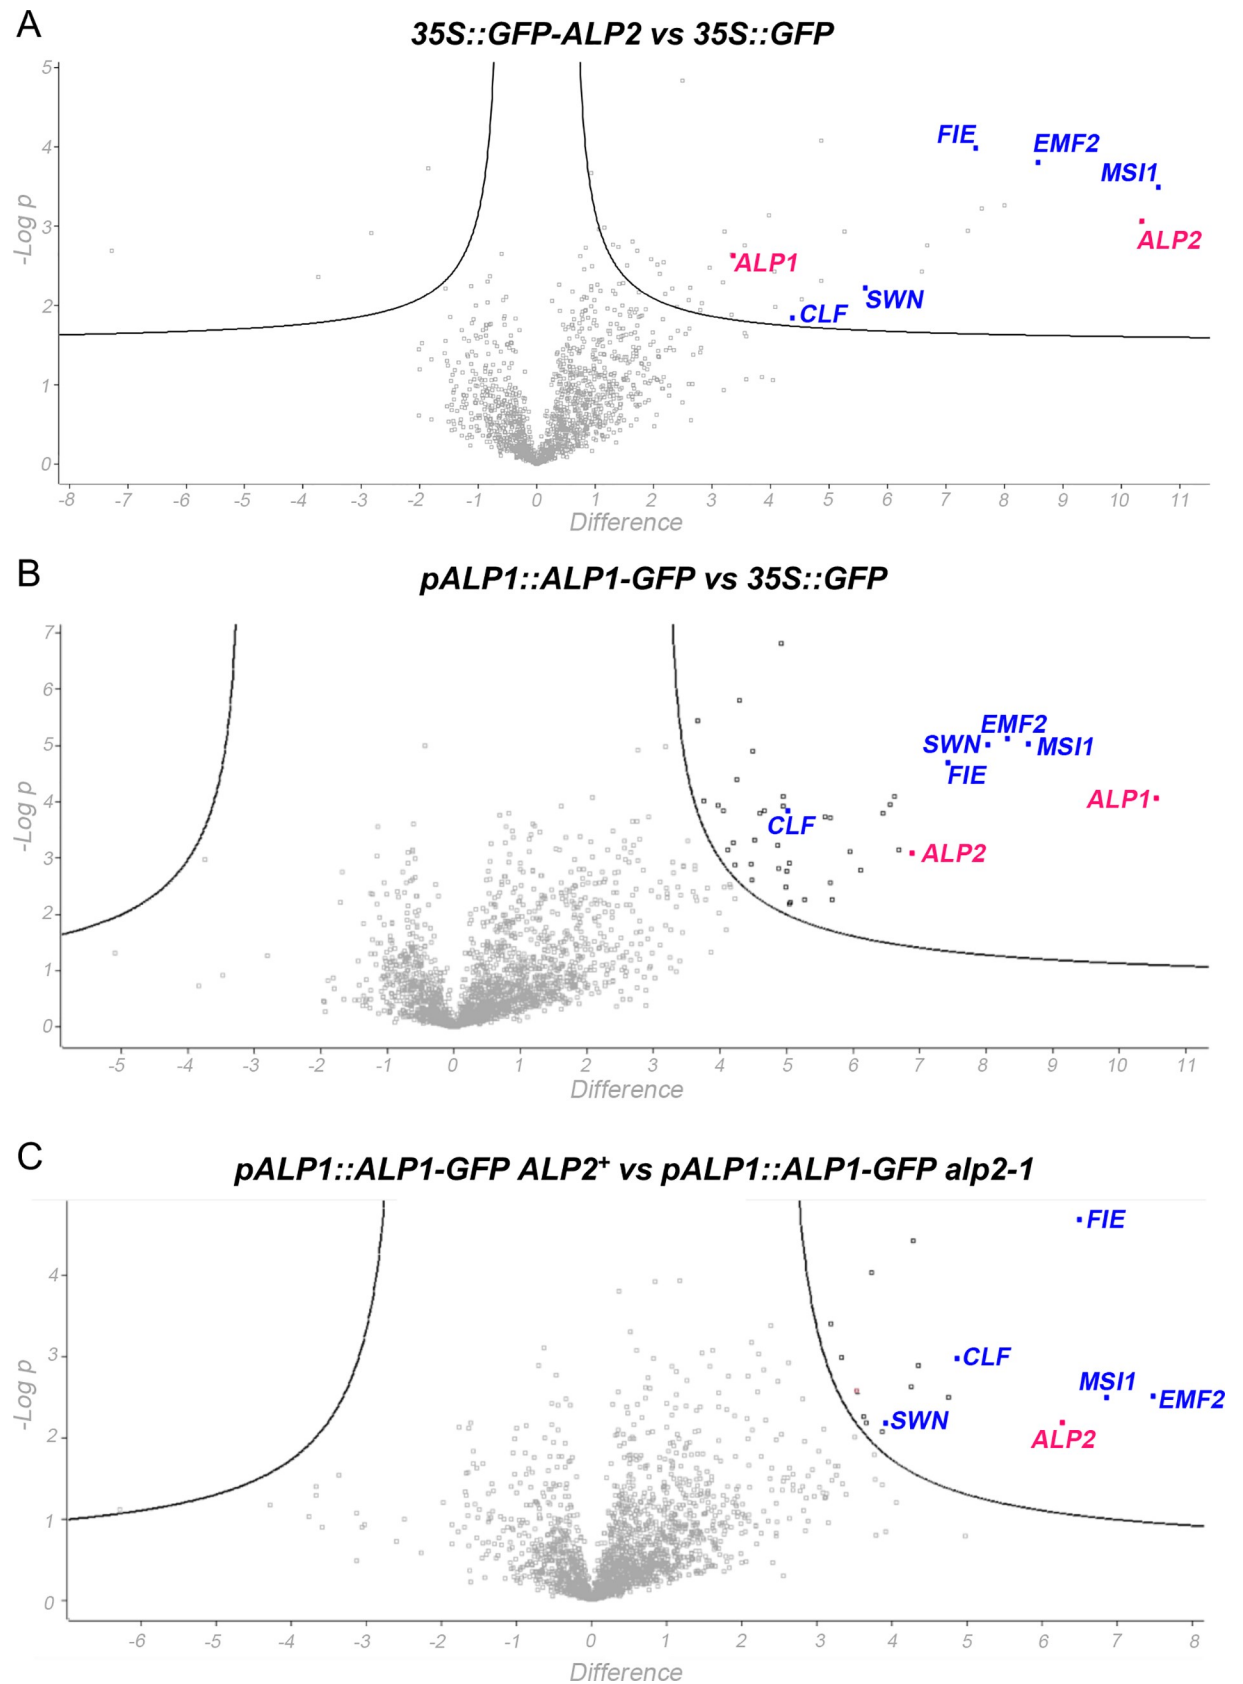 A
35S::GFP-ALP2 vs 35S::GFP
5
4
3
2
1
0
-Log p
FIE
EMF2
MSI1
ALP2
ALP1
SWN
CLF
-8 -7 -6 -5 -4 -3 -2 -1 0 1 2 3 4 5 6 7 8 9 10 11
Difference
B
pALP1::ALP1-GFP vs 35S::GFP
7
6
5
4
3
2
1
0
-Log p
EMF2
SWN
MSI1
FIE
ALP1
CLF
ALP2
-5 -4 -3 -2 -1 0 1 2 3 4 5 6 7 8 9 10 11
Difference
C
pALP1::ALP1-GFP ALP2⁺ vs pALP1::ALP1-GFP alp2-1
4
3
2
1
0
-Log p
FIE
CLF
MSI1
EMF2
SWN
ALP2
-6 -5 -4 -3 -2 -1 0 1 2 3 4 5 6 7 8
Difference